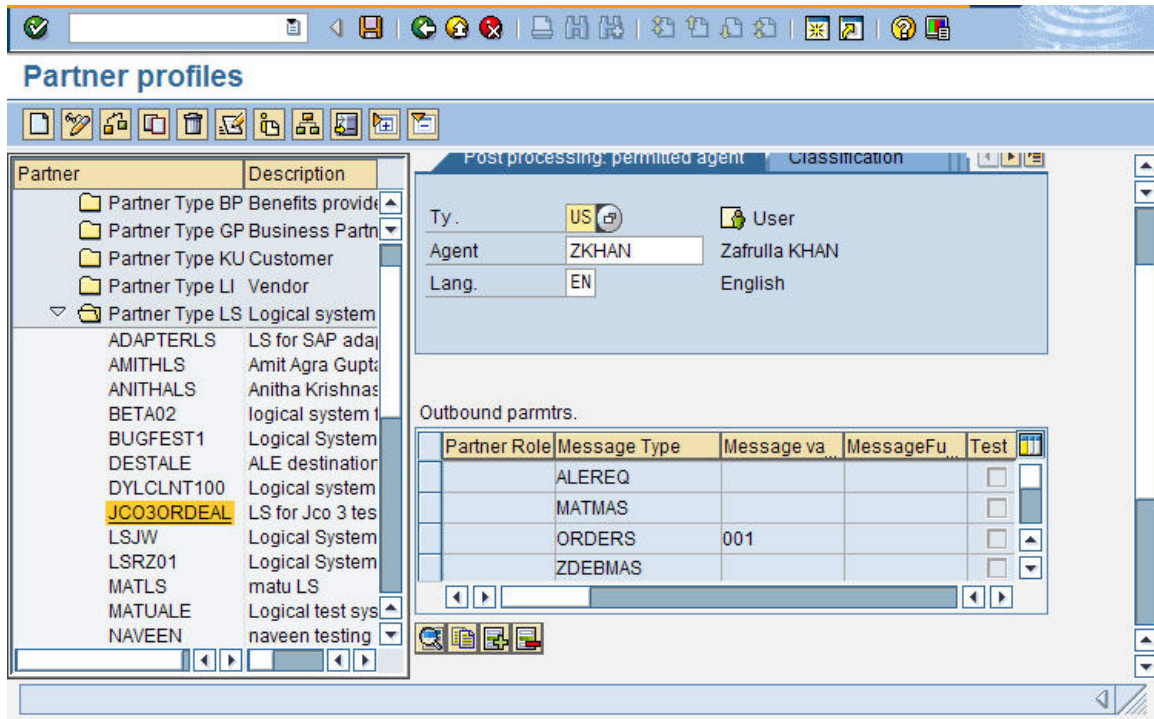 Partner profiles
Partner Description
Partner Type BP Benefits provide
Partner Type GP Business Partn
Partner Type KU Customer
Partner Type LI Vendor
Partner Type LS Logical system
ADAPTERLS LS for SAP ada
AMITHLS Amit Agra Gupta
ANITHALS Anitha Krishnas
BETA02 logical system
BUGFEST1 Logical System
DESTALE ALE destination
DYLCLNT100 Logical system
JCO3ORDEAL LS for Jco 3 tes
LSJW Logical System
LSRZ01 Logical System
MATLS matu LS
MATUALE Logical test sys
NAVEEN naveen testing
Post processing: permitted agent Classification
Ty. US User
Agent ZKHAN Zafrulla KHAN
Lang. EN English
Outbound parmtrs.
Partner Role Message Type Message va... MessageFu... Test
ALEREQ
MATMAS
ORDERS 001
ZDEBMAS